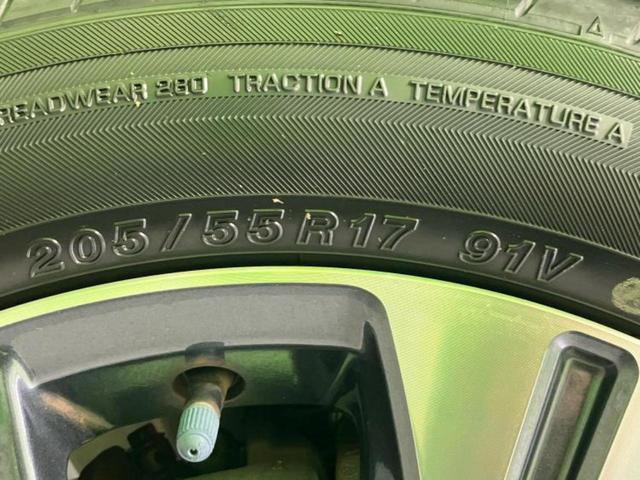 READWEAR 280 TRACTION A TEMPERATURE A
205/55R17 91V